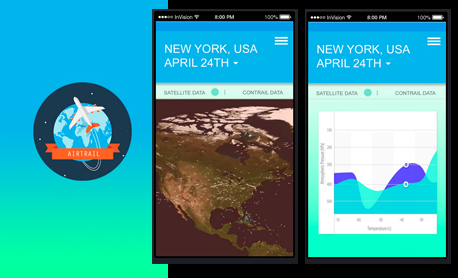 AIRTRAIL
InVision
8:00 PM
100%
NEW YORK, USA
APRIL 24TH
SATELLITE DATA
CONTRAIL DATA
InVision
8:00 PM
100%
NEW YORK, USA
APRIL 24TH
SATELLITE DATA
CONTRAIL DATA